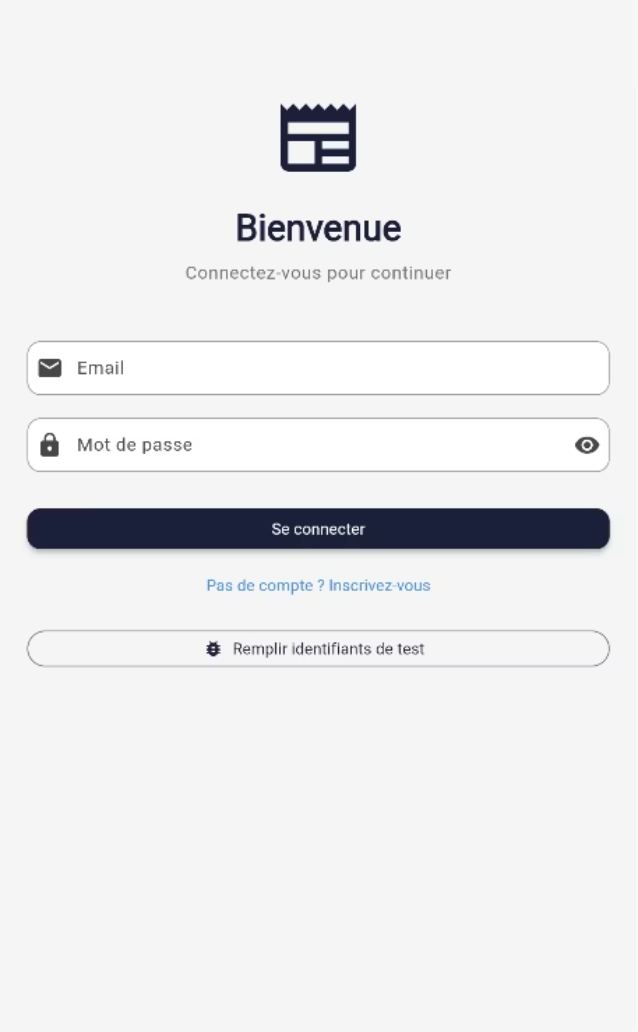 Bienvenue
Connectez-vous pour continuer
Email
Mot de passe
Se connecter
Pas de compte ? Inscrivez-vous
Remplir identifiants de test